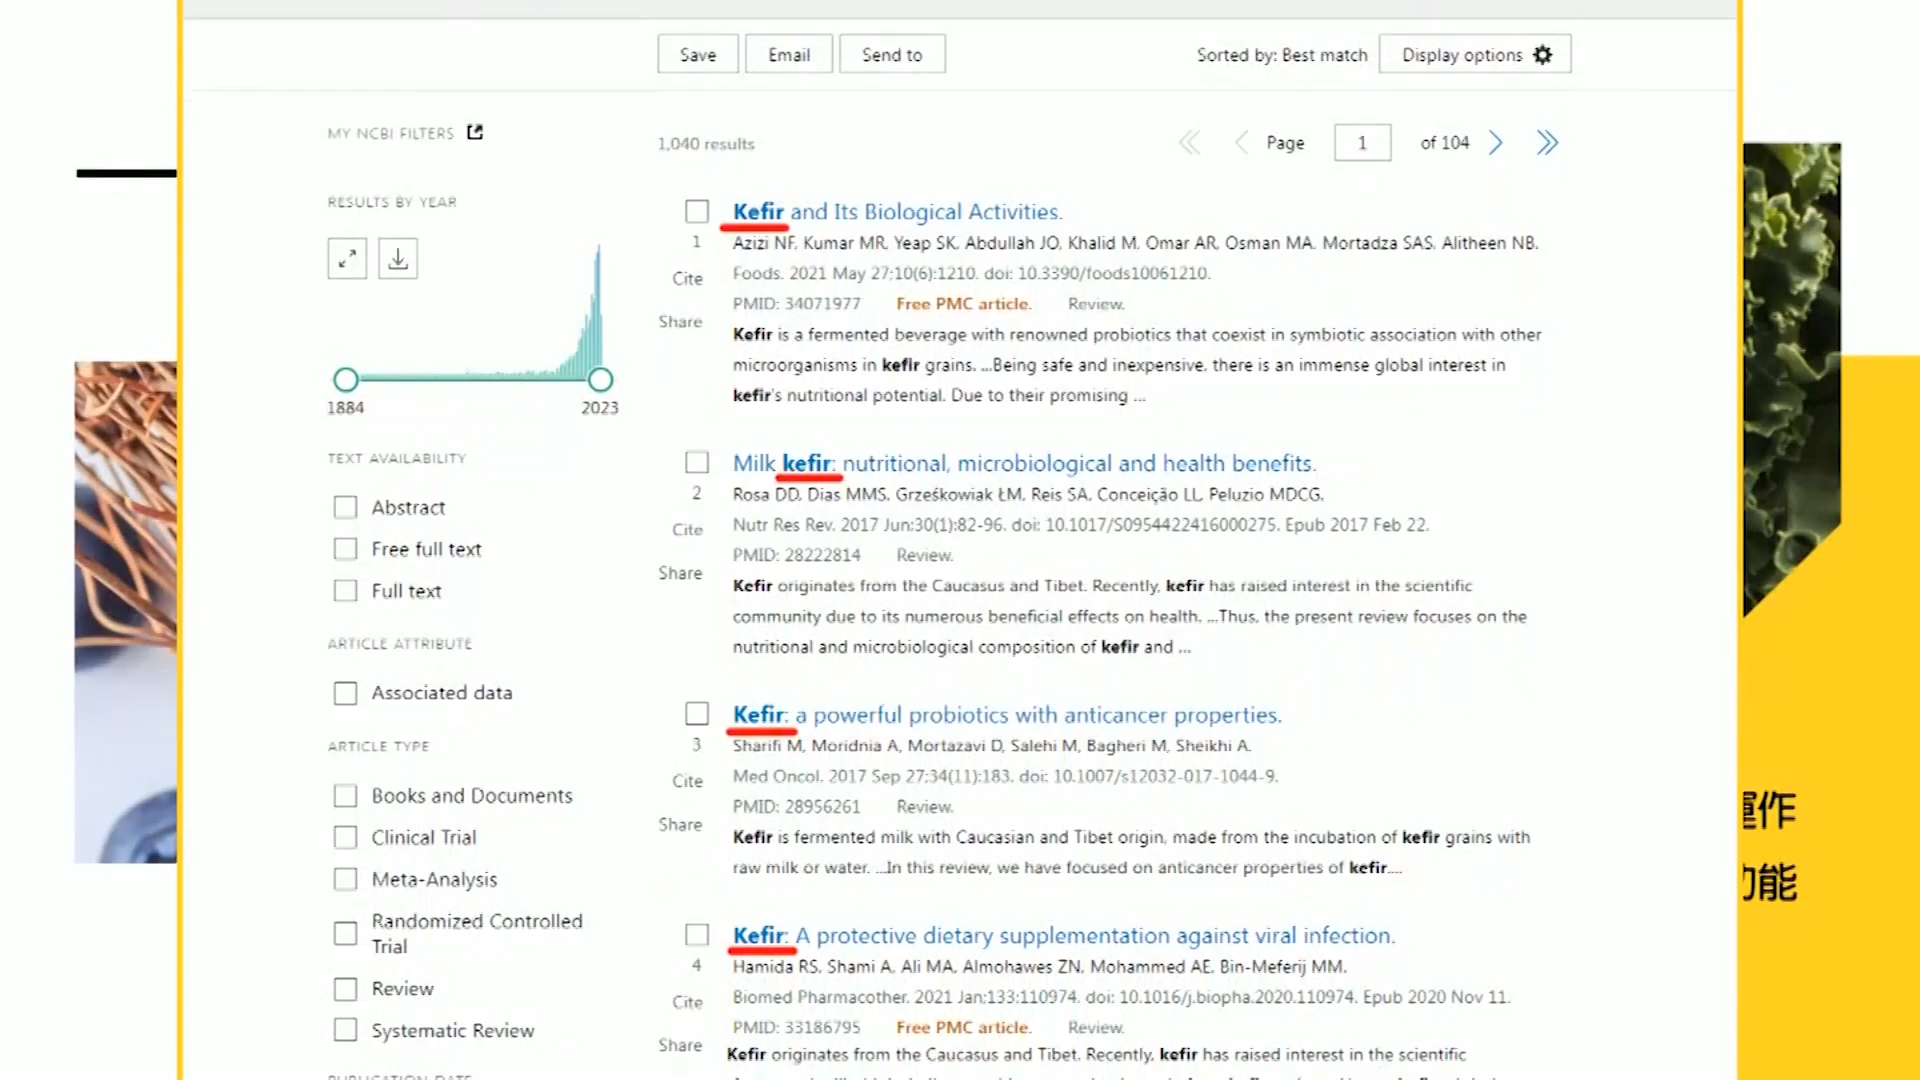 Save
Email
Send to
Sorted by: Best match
Display options
MY NCBI FILTERS
1,040 results
Page
1
of 104
RESULTS BY YEAR
1884
2023
TEXT AVAILABILITY
Abstract
Free full text
Full text
ARTICLE ATTRIBUTE
Associated data
ARTICLE TYPE
Books and Documents
Clinical Trial
Meta-Analysis
Randomized Controlled
Trial
Review
Systematic Review
PUBLICATION DATE
Kefir and Its Biological Activities.
1
Cite
Share
Azizi NF, Kumar MR, Yeap SK, Abdullah JO, Khalid M, Omar AR, Osman MA, Mortadza SAS, Alitheen NB.
Foods. 2021 May 27;10(6):1210. doi: 10.3390/foods10061210.
PMID: 34071977 Free PMC article. Review.
Kefir is a fermented beverage with renowned probiotics that coexist in symbiotic association with other
microorganisms in kefir grains. ...Being safe and inexpensive, there is an immense global interest in
kefir's nutritional potential. Due to their promising ...
Milk kefir: nutritional, microbiological and health benefits.
2
Cite
Share
Rosa DD, Dias MMS, Grześkowiak ŁM, Reis SA, Conceição LL, Peluzio MDCG.
Nutr Res Rev. 2017 Jun;30(1):82-96. doi: 10.1017/S0954422416000275. Epub 2017 Feb 22.
PMID: 28222814 Review.
Kefir originates from the Caucasus and Tibet. Recently, kefir has raised interest in the scientific
community due to its numerous beneficial effects on health. ...Thus, the present review focuses on the
nutritional and microbiological composition of kefir and ...
Kefir: a powerful probiotics with anticancer properties.
3
Cite
Share
Sharifi M, Moridnia A, Mortazavi D, Salehi M, Bagheri M, Sheikhi A.
Med Oncol. 2017 Sep 27;34(11):183. doi: 10.1007/s12032-017-1044-9.
PMID: 28956261 Review.
Kefir is fermented milk with Caucasian and Tibet origin, made from the incubation of kefir grains with
raw milk or water. ...In this review, we have focused on anticancer properties of kefir....
Kefir: A protective dietary supplementation against viral infection.
4
Cite
Share
Hamida RS, Shami A, Ali MA, Almohawes ZN, Mohammed AE, Bin-Meferij MM.
Biomed Pharmacother. 2021 Jan;133:110974. doi: 10.1016/j.biopha.2020.110974. Epub 2020 Nov 11.
PMID: 33186795 Free PMC article. Review.
Kefir originates from the Caucasus and Tibet. Recently, kefir has raised interest in the scientific
運作
功能